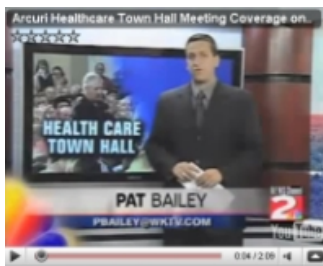 Arcuri Healthcare Town Hall Meeting Coverage on..
HEALTH CARE
TOWN HALL
PAT BAILEY
PBAILEY@WKTV.COM
2
YouTube
0:04 / 2:06